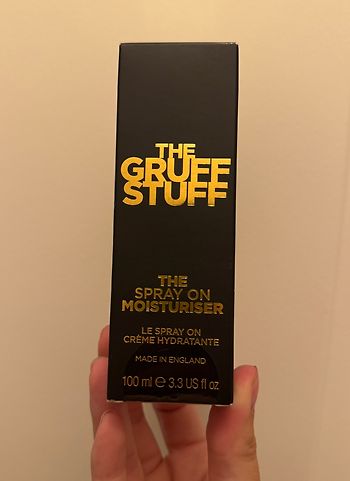 THE
GRUFF
STUFF
THE
SPRAY ON
MOISTURISER
LE SPRAY ON
CRÈME HYDRATANTE
MADE IN ENGLAND
100 ml ℮ 3.3 US fl oz